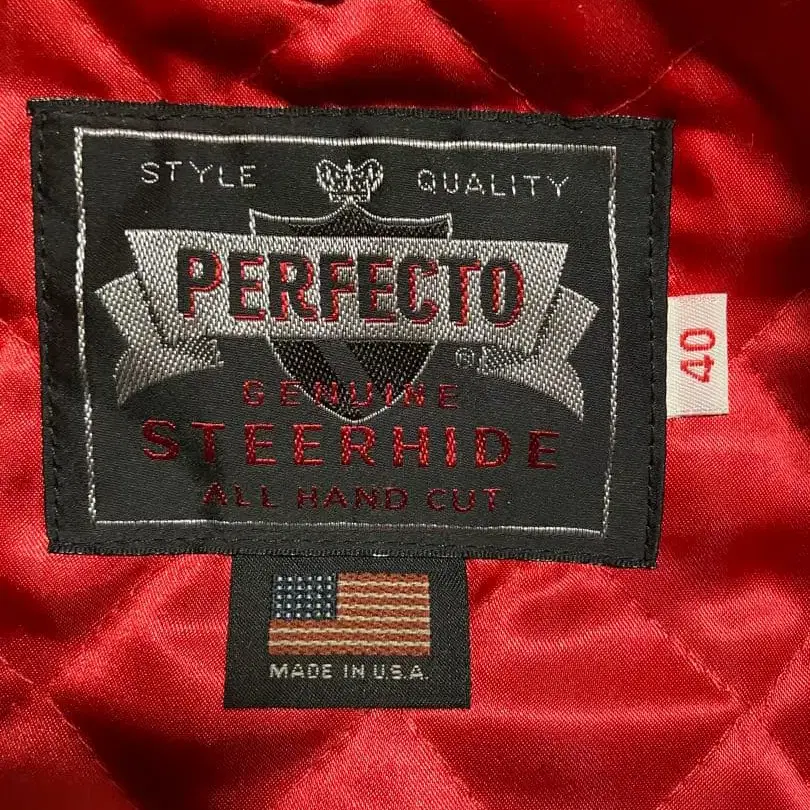 STYLE QUALITY
PERFECTO
®
GENUINE
STEERHIDE
ALL HAND CUT
40
MADE IN U.S.A.